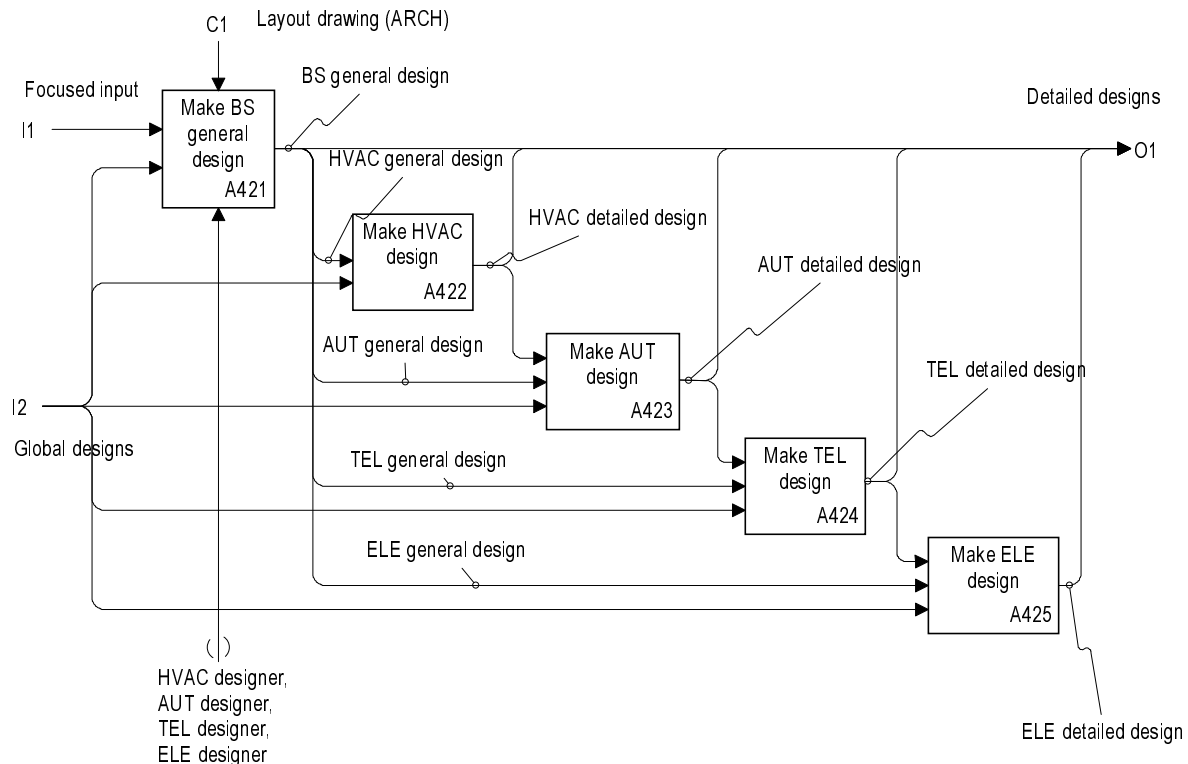 C1
Layout drawing (ARCH)
BS general design
Focused input
Detailed designs
I1
Make BS
general
design
A421
O1
HVAC general design
HVAC detailed design
Make HVAC
design
A422
AUT detailed design
AUT general design
Make AUT
design
A423
TEL detailed design
I2
Global designs
TEL general design
Make TEL
design
A424
ELE general design
Make ELE
design
A425
( )
HVAC designer,
AUT designer,
TEL designer,
ELE designer
ELE detailed design